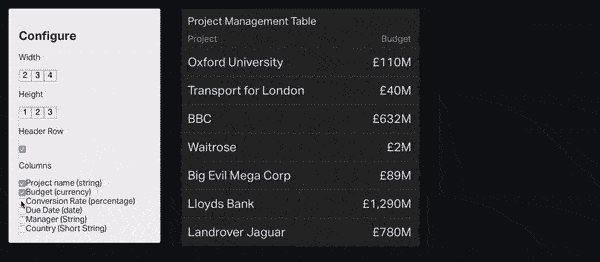 Configure
Width
2 3 4
Height
1 2 3
Header Row
Columns
Project name (string)
Budget (currency)
Conversion Rate (percentage)
Due Date (date)
Manager (String)
Country (Short String)
Project Management Table
Project Budget
Oxford University £110M
Transport for London £40M
BBC £632M
Waitrose £2M
Big Evil Mega Corp £89M
Lloyds Bank £1,290M
Landrover Jaguar £780M